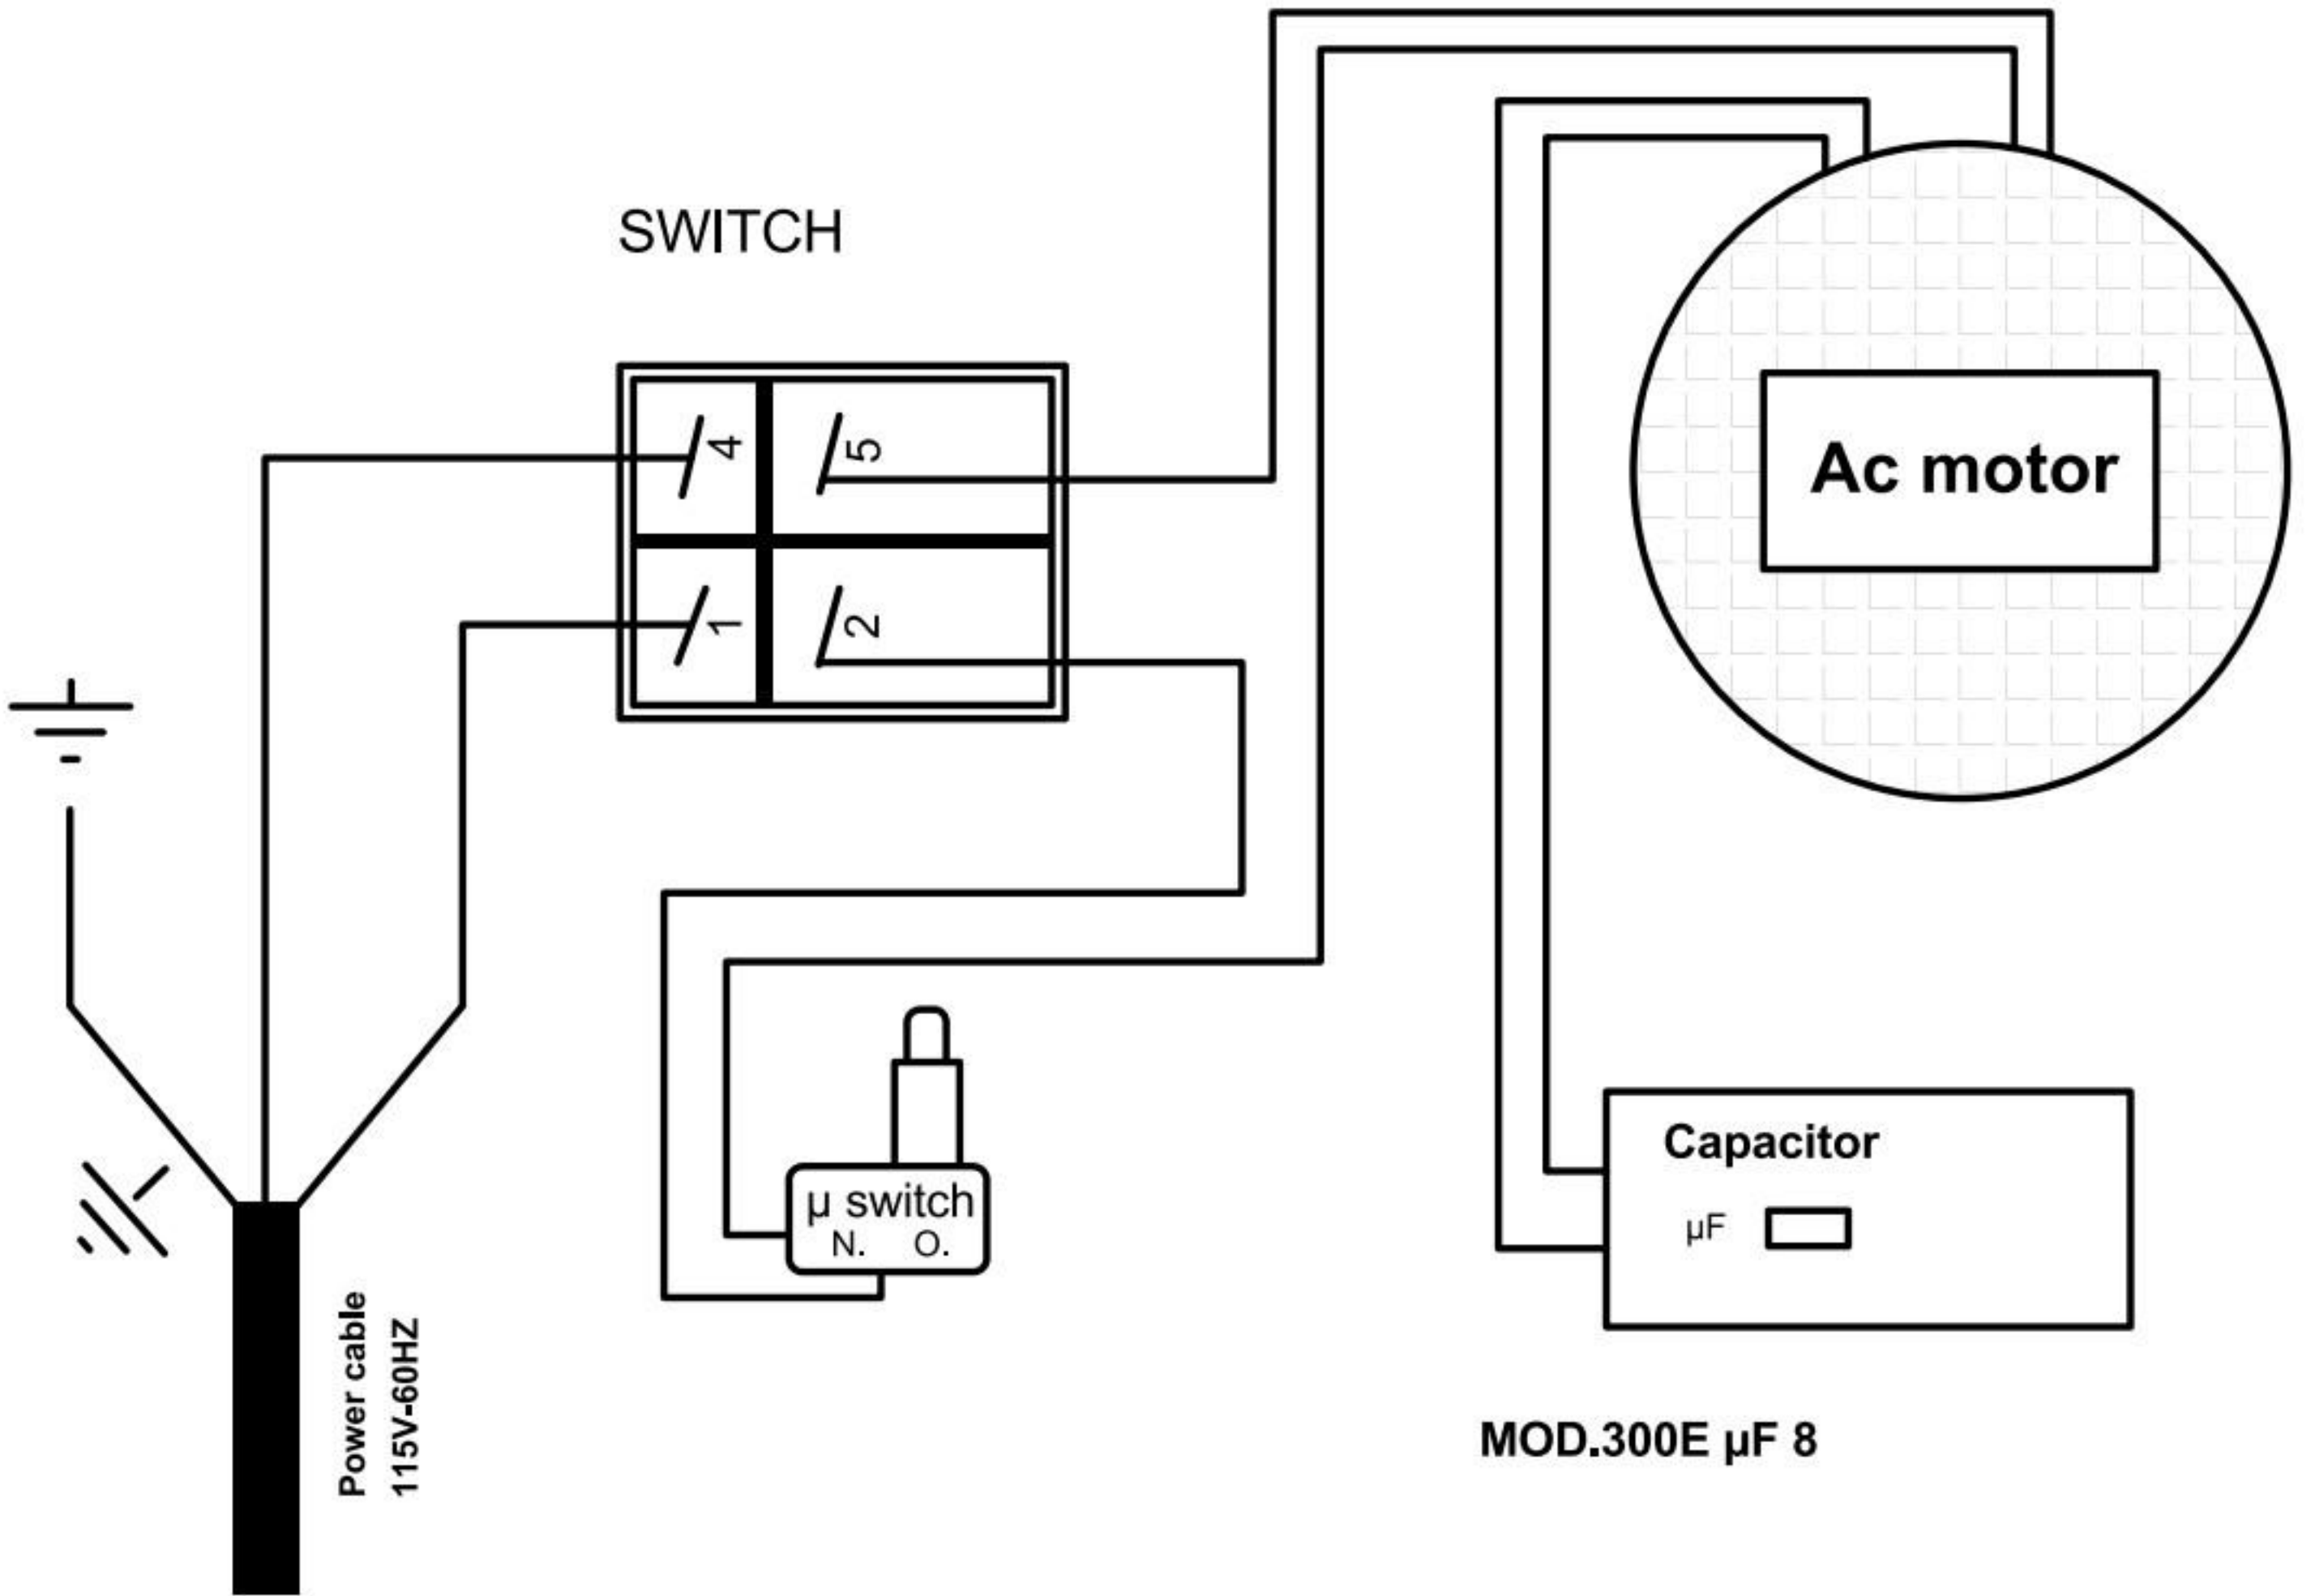 SWITCH
4
5
1
2
Ac motor
µ switch
N. O.
Capacitor
µF
Power cable
115V-60HZ
MOD.300E µF 8